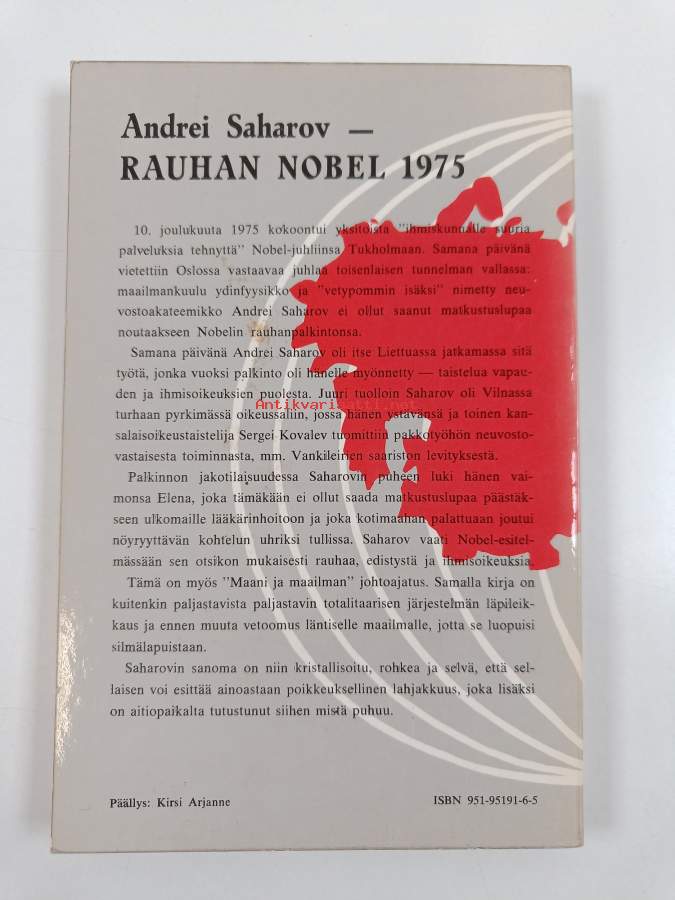 Andrei Saharov —
RAUHAN NOBEL 1975
10. joulukuuta 1975 kokoontui yksitoista "ihmiskunnalle suuria
palveluksia tehnyttä" Nobel-juhliinsa Tukholmaan. Samana päivänä
vietettiin Oslossa vastaavaa juhlaa toisenlaisen tunnelman vallassa:
maailmankuulu ydinfyysikko ja "vetypommin isäksi" nimetty neu-
vostoakateemikko Andrei Saharov ei ollut saanut matkustuslupaa
noutaakseen Nobelin rauhanpalkintonsa.
Samana päivänä Andrei Saharov oli itse Liettuassa jatkamassa sitä
työtä, jonka vuoksi palkinto oli hänelle myönnetty — taistelua vapau-
den ja ihmisoikeuksien puolesta. Juuri tuolloin Saharov oli Vilnassa
turhaan pyrkimässä oikeussaliin, jossa hänen ystävänsä ja toinen kan-
Antikvariaatti.net
salaisoikeustaistelija Sergei Kovalev tuomittiin pakkotyöhön neuvosto-
vastaisesta toiminnasta, mm. Vankileirien saariston levityksestä.
Palkinnon jakotilaisuudessa Saharovin puheen luki hänen vai-
monsa Elena, joka tämäkään ei ollut saada matkustuslupaa päästäk-
seen ulkomaille lääkärinhoitoon ja joka kotimaahan palattuaan joutui
nöyryyttävän kohtelun uhriksi tullissa. Saharov vaati Nobel-esitel-
mässään sen otsikon mukaisesti rauhaa, edistystä ja ihmisoikeuksia.
Tämä on myös "Maani ja maailman" johtoajatus. Samalla kirja on
kuitenkin paljastavista paljastavin totalitaarisen järjestelmän läpileik-
kaus ja ennen muuta vetoomus läntiselle maailmalle, jotta se luopuisi
silmälapuistaan.
Saharovin sanoma on niin kristallisoitu, rohkea ja selvä, että sel-
laisen voi esittää ainoastaan poikkeuksellinen lahjakkuus, joka lisäksi
on aitiopaikalta tutustunut siihen mistä puhuu.
Päällys: Kirsi Arjanne
ISBN 951-95191-6-5